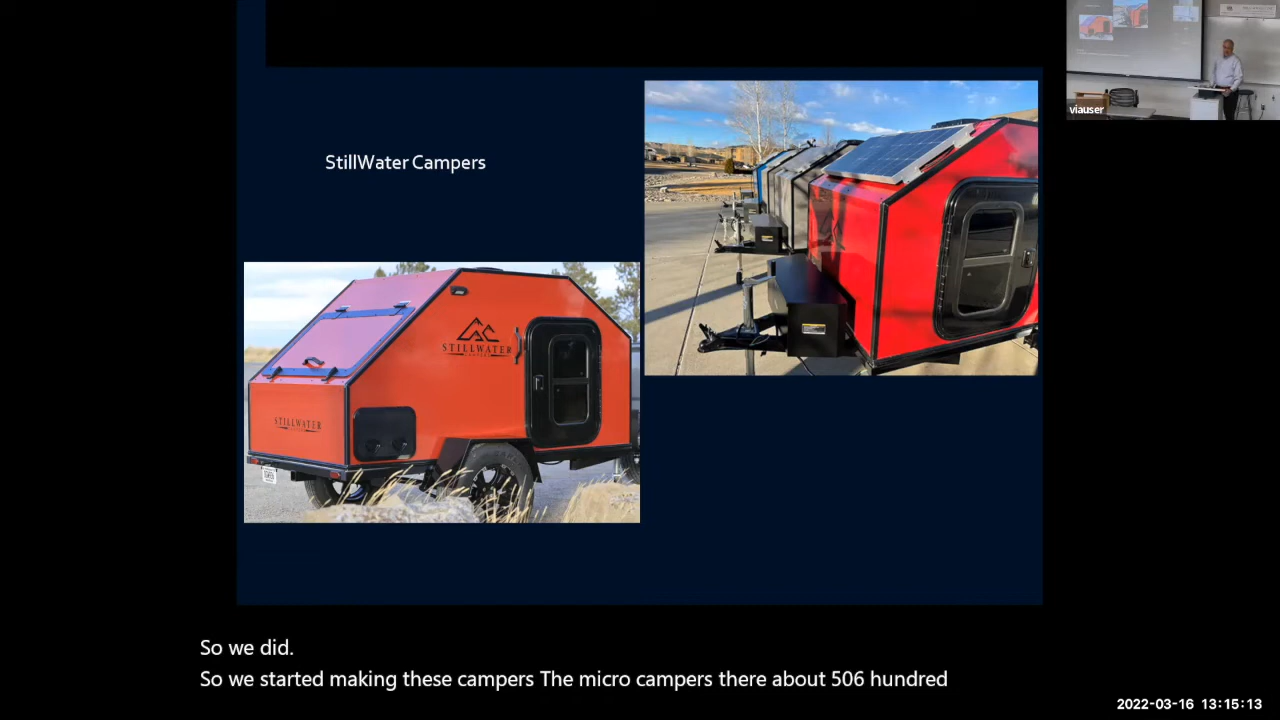 StillWater Campers
STILLWATER
STILLWATER
viauser
So we did.
So we started making these campers The micro campers there about 506 hundred
2022-03-16 13:15:13